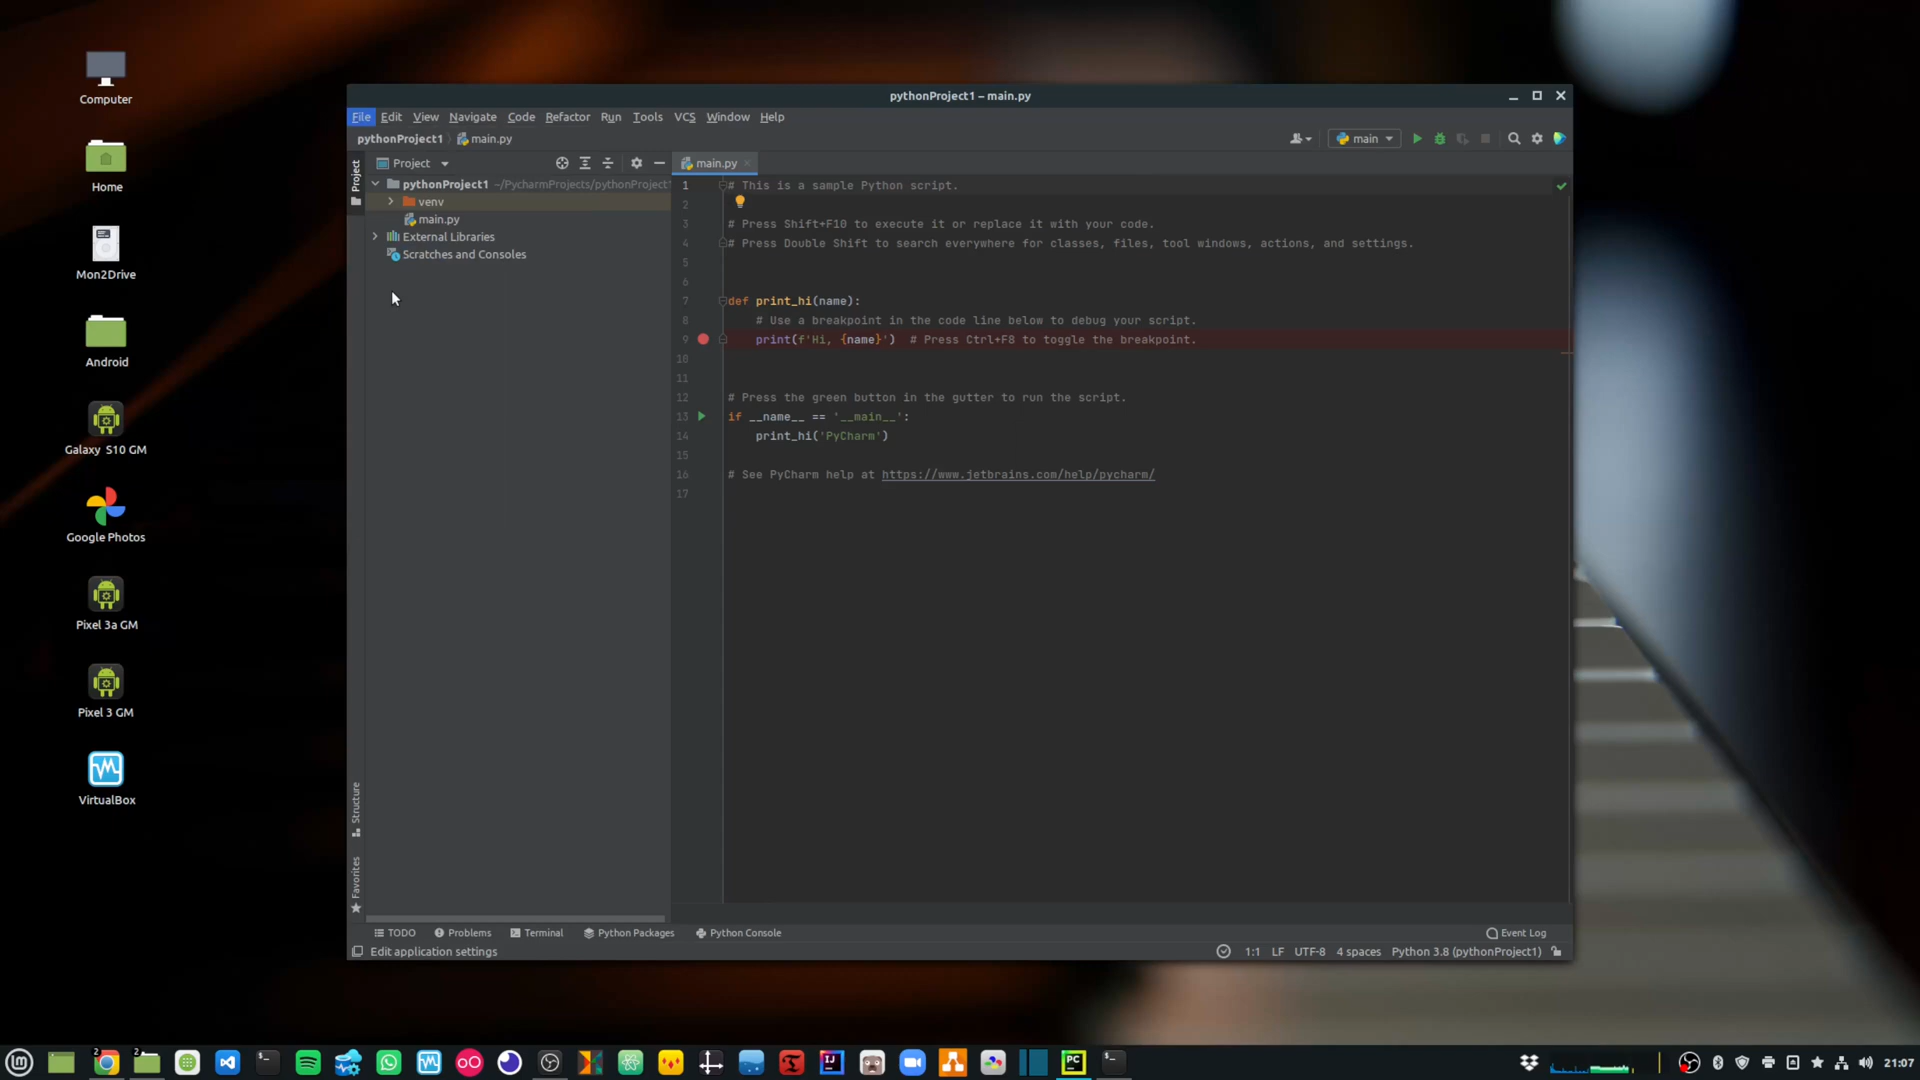 Computer
Home
Mon2Drive
Android
Galaxy S10 GM
Google Photos
Pixel 3a GM
Pixel 3 GM
VirtualBox
pythonProject1 – main.py
File Edit View Navigate Code Refactor Run Tools VCS Window Help
pythonProject1 main.py
main
Project
main.py
Project
pythonProject1 ~/PycharmProjects/pythonProject1
venv
main.py
External Libraries
Scratches and Consoles
1 # This is a sample Python script.
2
3 # Press Shift+F10 to execute it or replace it with your code.
4 # Press Double Shift to search everywhere for classes, files, tool windows, actions, and settings.
5
6
7 def print_hi(name):
8 # Use a breakpoint in the code line below to debug your script.
9 print(f'Hi, {name}') # Press Ctrl+F8 to toggle the breakpoint.
10
11
12 # Press the green button in the gutter to run the script.
13 if __name__ == '__main__':
14 print_hi('PyCharm')
15
16 # See PyCharm help at https://www.jetbrains.com/help/pycharm/
17
Structure
Favorites
TODO Problems Terminal Python Packages Python Console Event Log
Edit application settings 1:1 LF UTF-8 4 spaces Python 3.8 (pythonProject1)
2 2 IJ PC 21:07